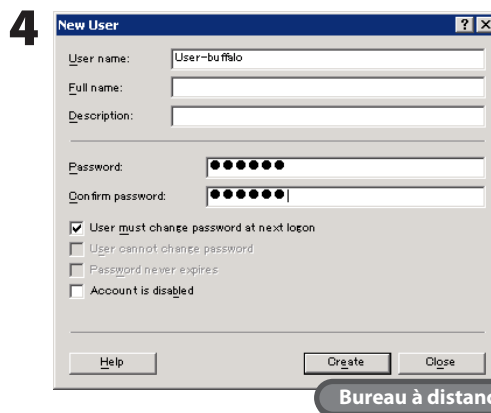 4
New User
User name: User-buffalo
Full name:
Description:
Password: ●●●●●●
Confirm password: ●●●●●●
User must change password at next logon
User cannot change password
Password never expires
Account is disabled
Help Create Close
Bureau à distanc